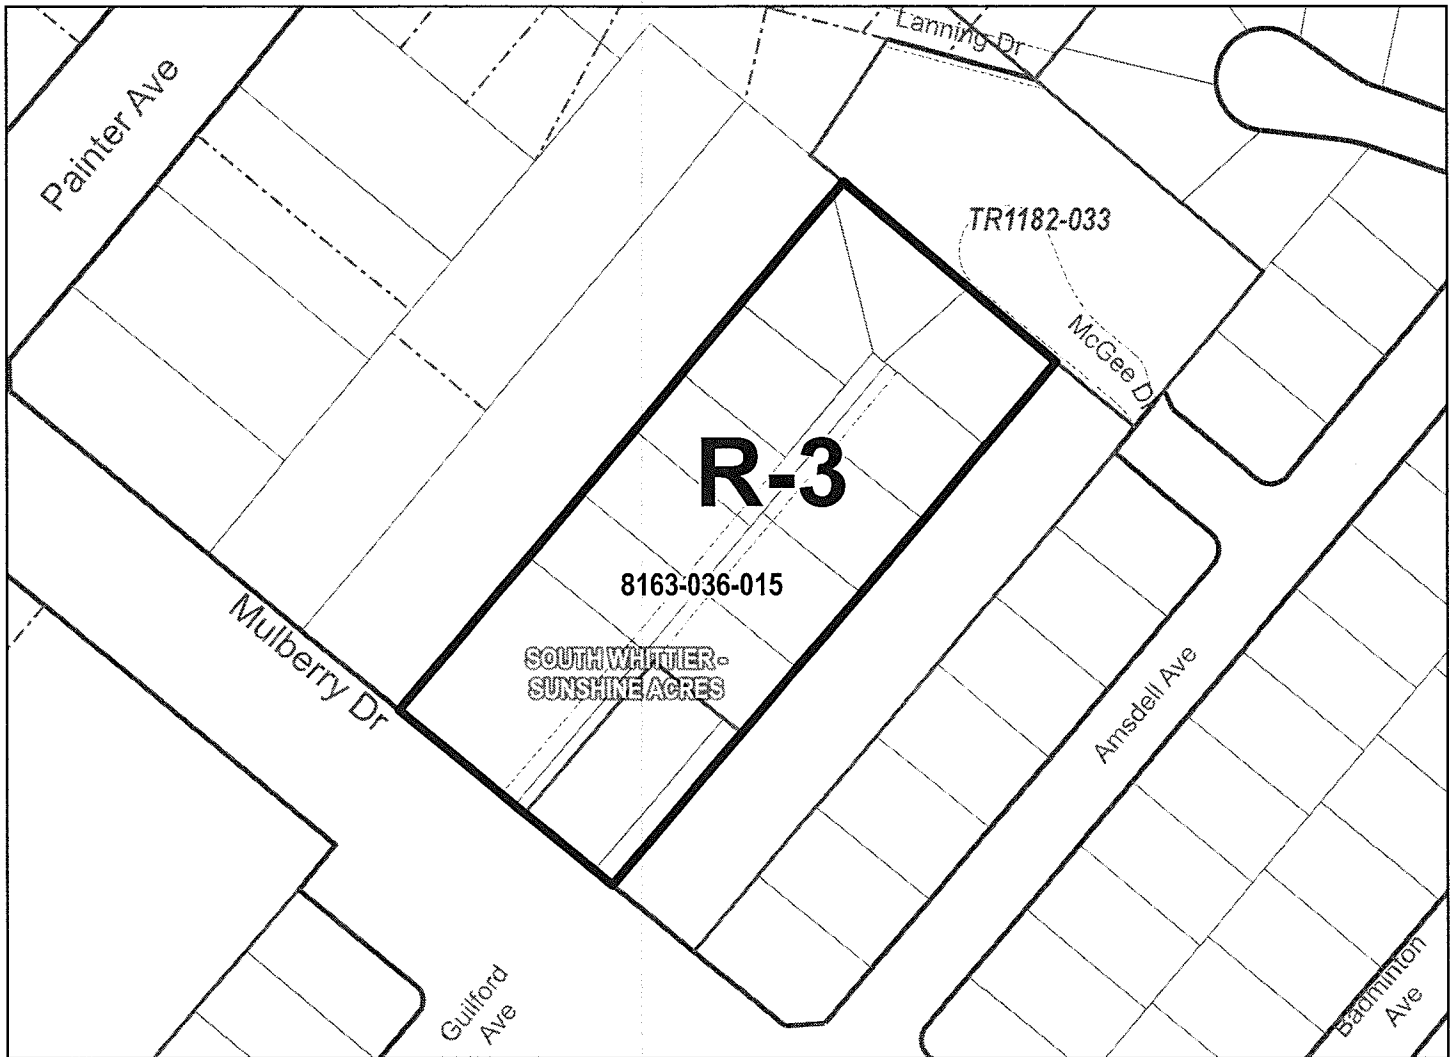 Lanning Dr
Painter Ave
TR1182-033
McGee Dr
R-3
8163-036-015
Mulberry Dr
SOUTH WHITTIER -
SUNSHINE ACRES
Amsdell Ave
Guilford
Ave
Badminton
Ave